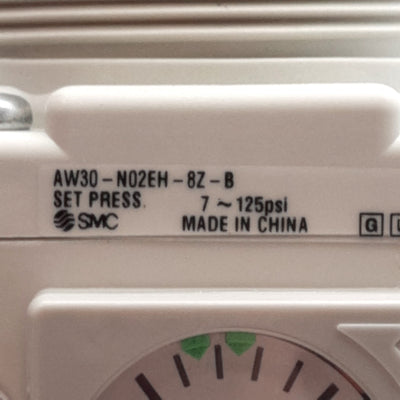 AW30-N02EH-8Z-B
SET PRESS. 7 ~ 125psi
SMC MADE IN CHINA G